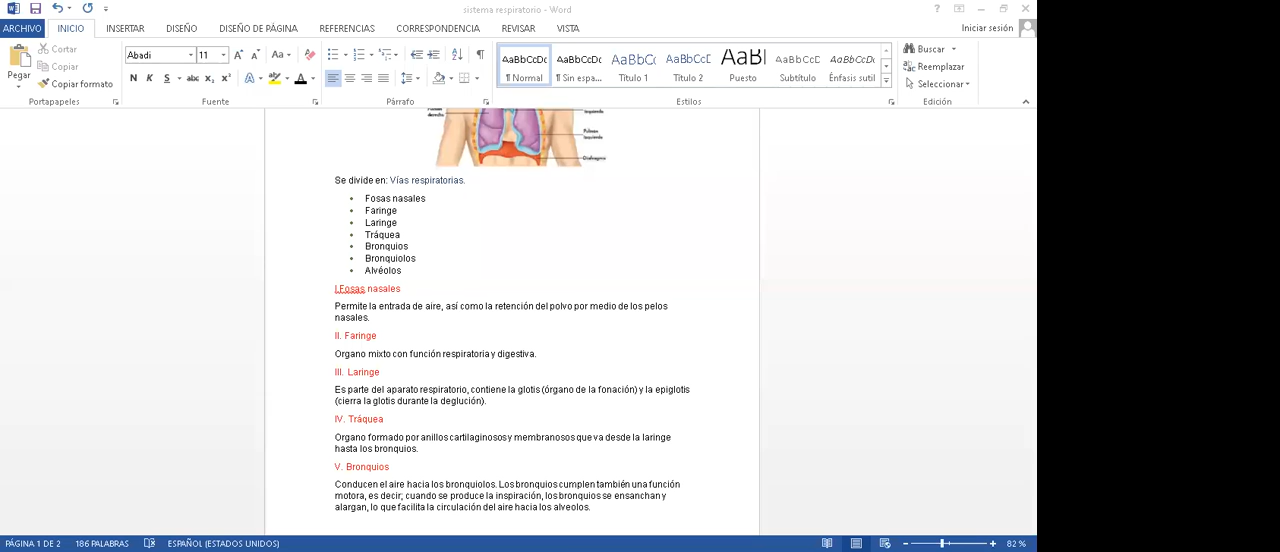 sistema respiratorio - Word
ARCHIVO INICIO INSERTAR DISEÑO DISEÑO DE PÁGINA REFERENCIAS CORRESPONDENCIA REVISAR VISTA Iniciar sesión
Pegar
Cortar
Copiar
Copiar formato
Portapapeles
Abadi 11
Fuente
Párrafo
AaBbCcDc AaBbCcDc AaBbCc AaBbCcD AaBl AaBbCcD AaBbCcDc
¶ Normal ¶ Sin espa... Título 1 Título 2 Puesto Subtítulo Énfasis sutil
Estilos
Buscar
Reemplazar
Seleccionar
Edición
derecho
izquierdo
Pulmon
izquierdo
Diafragma
Se divide en: Vías respiratorias.
• Fosas nasales
• Faringe
• Laringe
• Tráquea
• Bronquios
• Bronquiolos
• Alvéolos
I.Fosas nasales
Permite la entrada de aire, así como la retención del polvo por medio de los pelos
nasales.
II. Faringe
Organo mixto con función respiratoria y digestiva.
III. Laringe
Es parte del aparato respiratorio, contiene la glotis (órgano de la fonación) y la epiglotis
(cierra la glotis durante la deglución).
IV. Tráquea
Organo formado por anillos cartilaginosos y membranosos que va desde la laringe
hasta los bronquios.
V. Bronquios
Conducen el aire hacia los bronquiolos. Los bronquios cumplen también una función
motora, es decir; cuando se produce la inspiración, los bronquios se ensanchan y
alargan, lo que facilita la circulación del aire hacia los alveolos.
PÁGINA 1 DE 2 186 PALABRAS ESPAÑOL (ESTADOS UNIDOS) 82 %